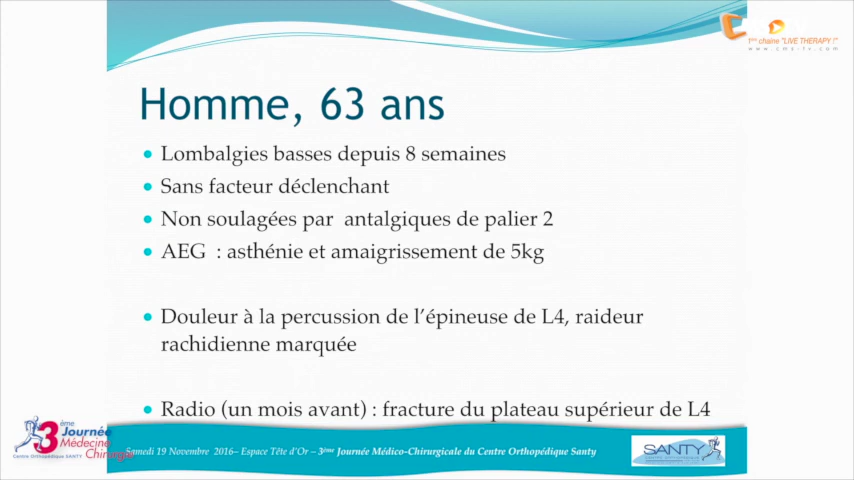 1ère chaîne "LIVE THERAPY !"
www.cms-tv.com
Homme, 63 ans
• Lombalgies basses depuis 8 semaines
• Sans facteur déclenchant
• Non soulagées par antalgiques de palier 2
• AEG : asthénie et amaigrissement de 5kg
• Douleur à la percussion de l'épineuse de L4, raideur
rachidienne marquée
• Radio (un mois avant) : fracture du plateau supérieur de L4
3ème Journée
Médecine
Chirurgie
Centre Orthopédique SANTY
Samedi 19 Novembre 2016– Espace Tête d'Or – 3ème Journée Médico-Chirurgicale du Centre Orthopédique Santy
SANTY